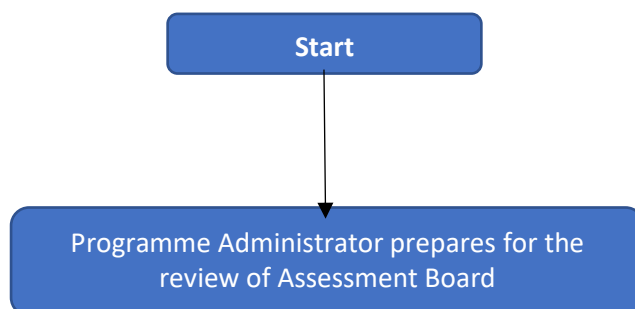 Start
Programme Administrator prepares for the
review of Assessment Board